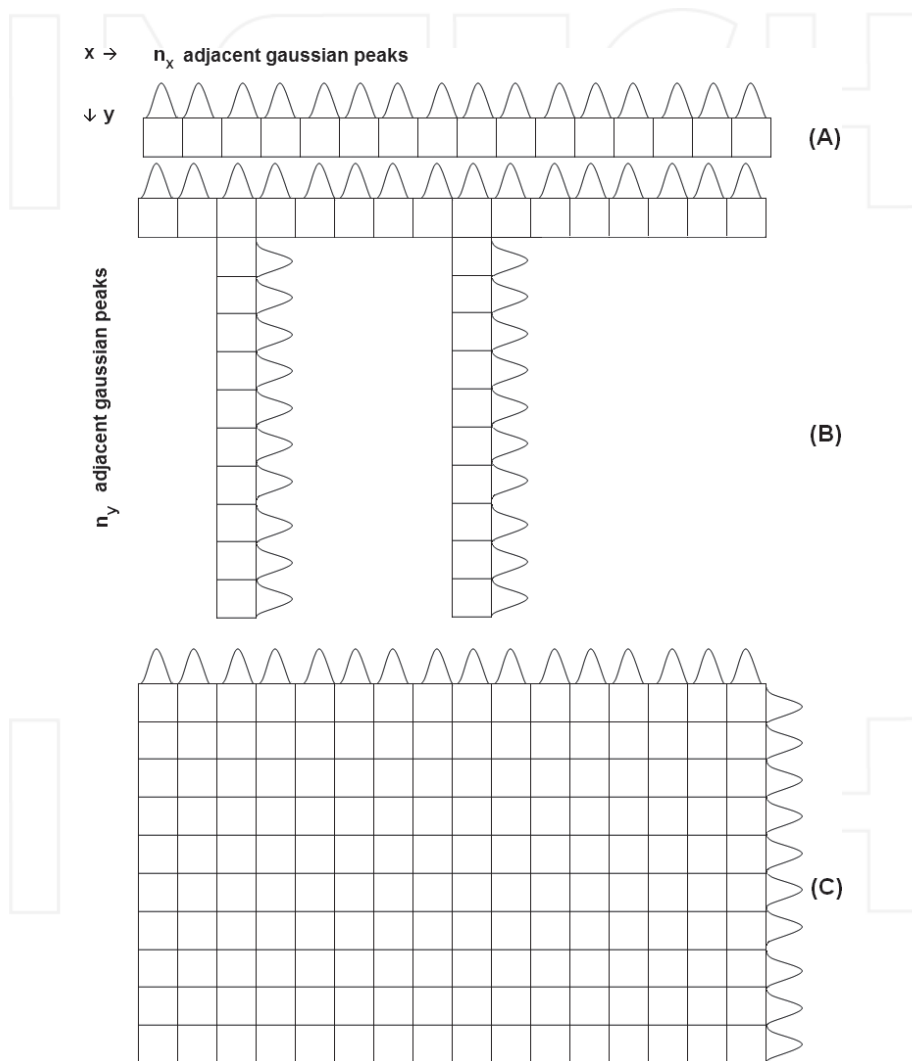 x → n_x adjacent gaussian peaks
↓ y
(A)
n_y adjacent gaussian peaks
(B)
(C)